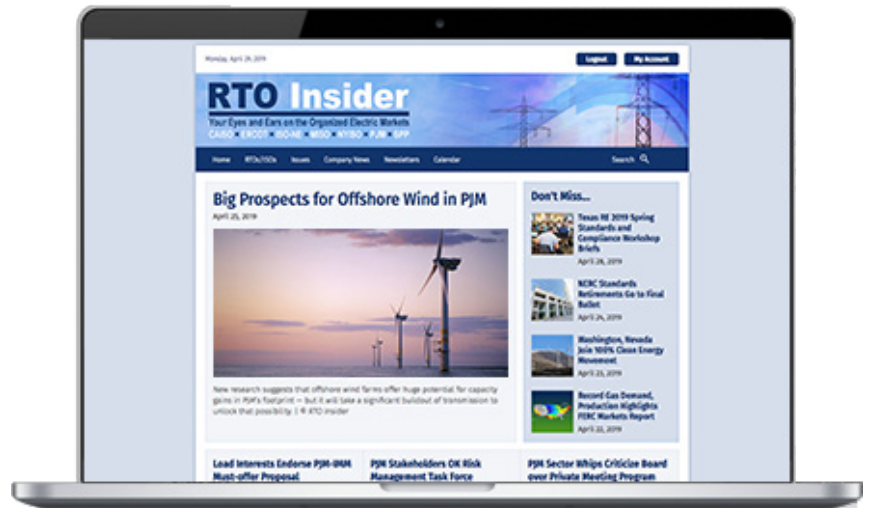 Monday, April 29, 2019
Logout
My Account
RTO Insider
Your Eyes and Ears on the Organized Electric Markets
CAISO ▪ ERCOT ▪ ISO-NE ▪ MISO ▪ NYISO ▪ PJM ▪ SPP
Home
RTOs/ISOs
Issues
Company News
Newsletters
Calendar
Search
Big Prospects for Offshore Wind in PJM
April 25, 2019
New research suggests that offshore wind farms offer huge potential for capacity
gains in PJM's footprint — but it will take a significant buildout of transmission to
unlock that possibility. | © RTO Insider
Don't Miss...
Texas RE 2019 Spring
Standards and
Compliance Workshop
Briefs
April 28, 2019
NERC Standards
Retirements Go to Final
Ballot
April 24, 2019
Washington, Nevada
Join 100% Clean Energy
Movement
April 23, 2019
Record Gas Demand,
Production Highlights
FERC Markets Report
April 22, 2019
Load Interests Endorse PJM-IMM
Must-offer Proposal
PJM Stakeholders OK Risk
Management Task Force
PJM Sector Whips Criticize Board
over Private Meeting Program